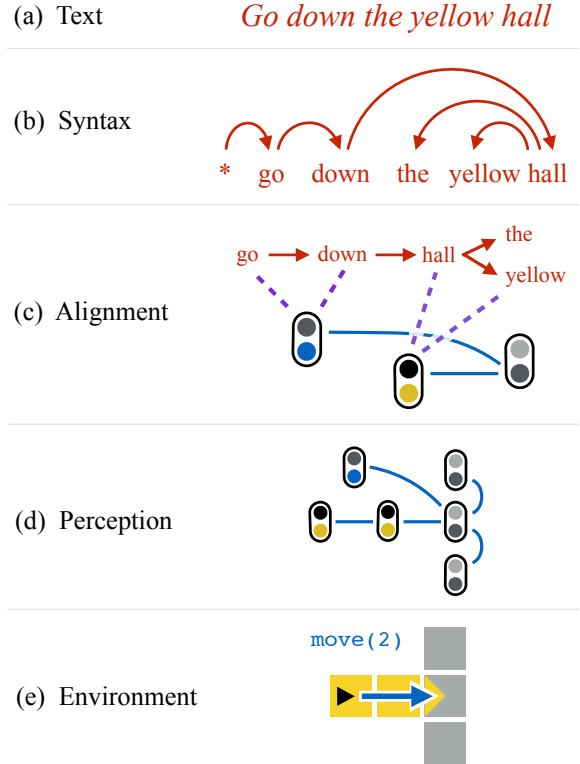 (a) Text Go down the yellow hall
(b) Syntax
* go down the yellow hall
go down hall the
yellow
(c) Alignment
(d) Perception
move(2)
(e) Environment